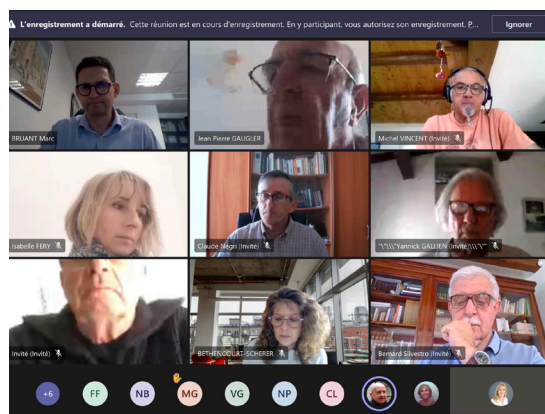 L'enregistrement a démarré. Cette réunion est en cours d'enregistrement. En y participant, vous autorisez son enregistrement. P...
Ignorer
BRUANT Marc
Jean Pierre GAUGLER
Michel VINCENT (Invité)
Isabelle FERY
Claude Negri (Invité)
"\"\\\"Yannick GALLIEN (Invité)\\\"\""
Invité (Invité)
BETHENCOURT-SCHERER
Bernard Silvestro (Invité)
+6
FF
NB
MG
VG
NP
CL